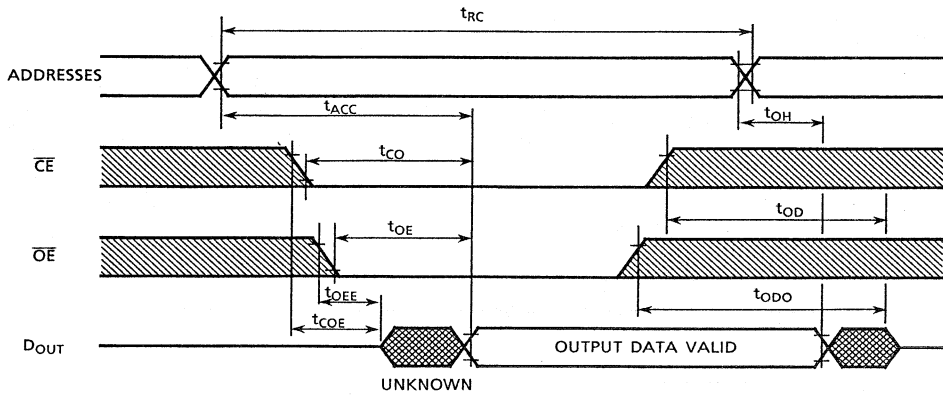 tRC
ADDRESSES
tACC
tOH
CE
tCO
tOD
OE
tOE
tOEE
tODO
tCOE
DOUT
OUTPUT DATA VALID
UNKNOWN